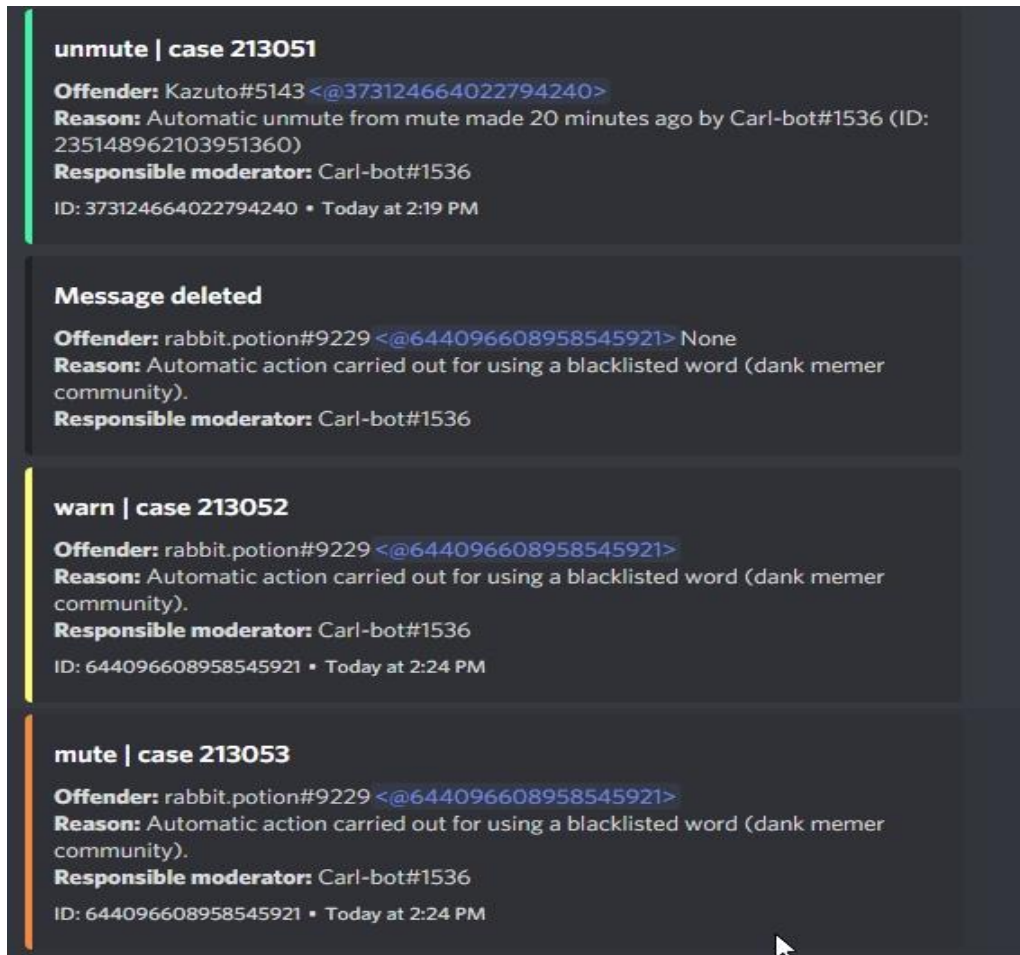 unmute | case 213051
Offender: Kazuto#5143 <@373124664022794240>
Reason: Automatic unmute from mute made 20 minutes ago by Carl-bot#1536 (ID:
235148962103951360)
Responsible moderator: Carl-bot#1536
ID: 373124664022794240 • Today at 2:19 PM
Message deleted
Offender: rabbit.potion#9229 <@644096608958545921> None
Reason: Automatic action carried out for using a blacklisted word (dank memer
community).
Responsible moderator: Carl-bot#1536
warn | case 213052
Offender: rabbit.potion#9229 <@644096608958545921>
Reason: Automatic action carried out for using a blacklisted word (dank memer
community).
Responsible moderator: Carl-bot#1536
ID: 644096608958545921 • Today at 2:24 PM
mute | case 213053
Offender: rabbit.potion#9229 <@644096608958545921>
Reason: Automatic action carried out for using a blacklisted word (dank memer
community).
Responsible moderator: Carl-bot#1536
ID: 644096608958545921 • Today at 2:24 PM